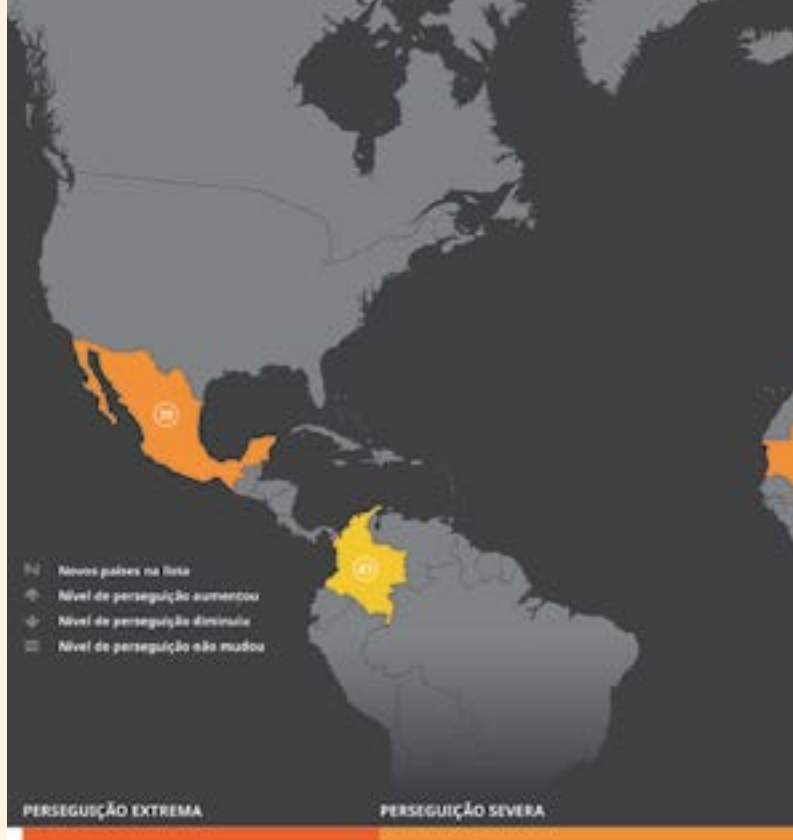 39
N Novos países na lista
Nível de perseguição aumentou
Nível de perseguição diminuiu
Nível de perseguição não mudou
PERSEGUIÇÃO EXTREMA
PERSEGUIÇÃO SEVERA